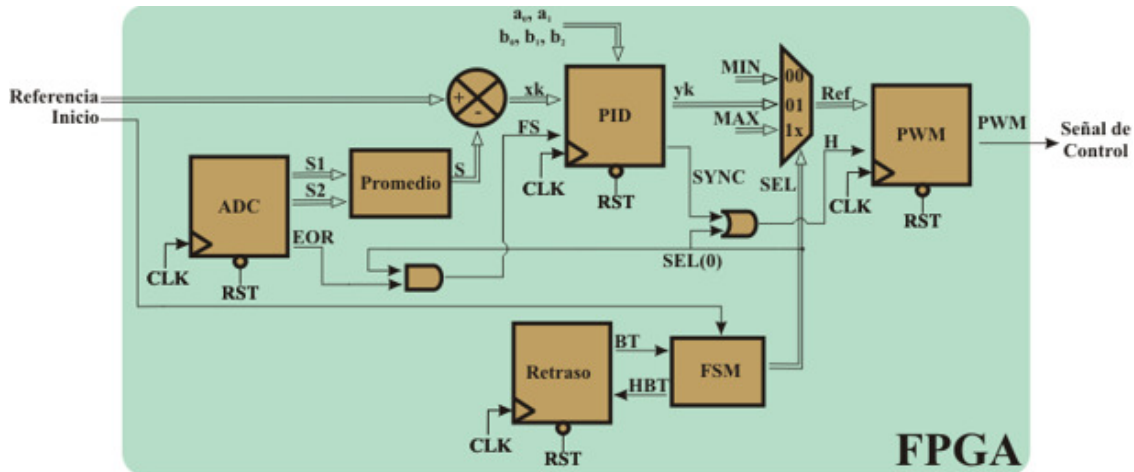 a₀, a₁
b₀, b₁, b₂
MIN
00
Referencia
+
-
xk
PID
yk
01
Ref
Inicio
MAX
1x
PWM
PWM
Señal de
Control
FS
S1
S
CLK
SYNC
SEL
H
ADC
S2
Promedio
RST
CLK
RST
EOR
SEL(0)
CLK
RST
BT
Retraso
FSM
HBT
CLK
RST
FPGA